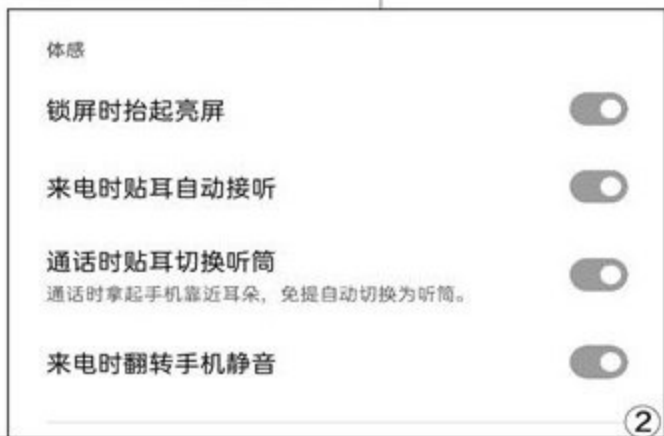 体感
锁屏时抬起亮屏
来电时贴耳自动接听
通话时贴耳切换听筒
通话时拿起手机靠近耳朵，免提自动切换为听筒。
来电时翻转手机静音
②